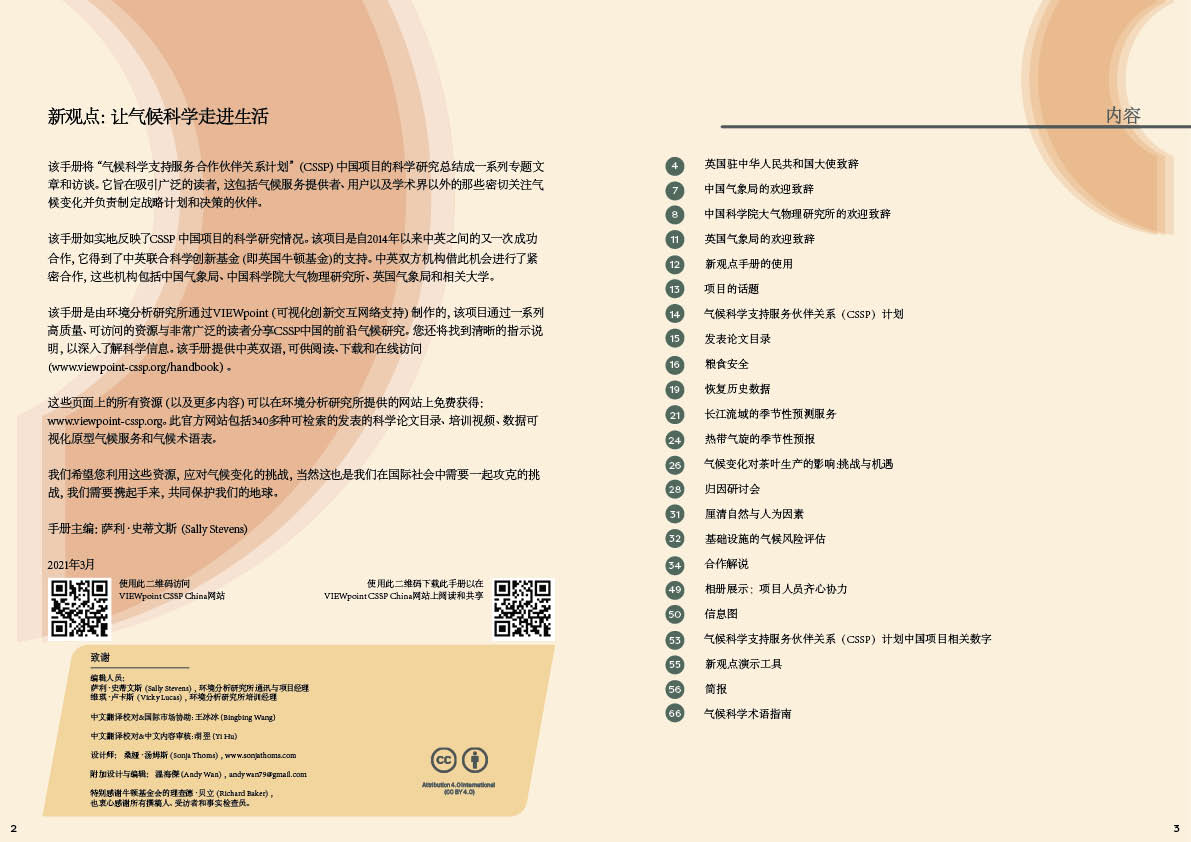 新观点: 让气候科学走进生活
该手册将 “气候科学支持服务合作伙伴关系计划” (CSSP) 中国项目的科学研究总结成一系列专题文
章和访谈。它旨在吸引广泛的读者, 这包括气候服务提供者、用户以及学术界以外的那些密切关注气
候变化并负责制定战略计划和决策的伙伴。
该手册如实地反映了CSSP 中国项目的科学研究情况。该项目是自2014年以来中英之间的又一次成功
合作, 它得到了中英联合科学创新基金 (即英国牛顿基金)的支持。中英双方机构借此机会进行了紧
密合作, 这些机构包括中国气象局、中国科学院大气物理研究所、英国气象局和相关大学。
该手册是由环境分析研究所通过VIEWpoint (可视化创新交互网络支持) 制作的, 该项目通过一系列
高质量、可访问的资源与非常广泛的读者分享CSSP中国的前沿气候研究。您还将找到清晰的指示说
明, 以深入了解科学信息。该手册提供中英双语, 可供阅读、下载和在线访问
(www.viewpoint-cssp.org/handbook) 。
这些页面上的所有资源 (以及更多内容) 可以在环境分析研究所提供的网站上免费获得:
www.viewpoint-cssp.org。此官方网站包括340多种可检索的发表的科学论文目录、培训视频、数据可
视化原型气候服务和气候术语表。
我们希望您利用这些资源, 应对气候变化的挑战, 当然这也是我们在国际社会中需要一起攻克的挑
战, 我们需要携起手来, 共同保护我们的地球。
手册主编: 萨利·史蒂文斯 (Sally Stevens)
2021年3月
使用此二维码访问
VIEWpoint CSSP China网站
使用此二维码下载此手册以在
VIEWpoint CSSP China网站上阅读和共享
致谢
编辑人员:
萨利·史蒂文斯 (Sally Stevens) , 环境分析研究所通讯与项目经理
维琪·卢卡斯 (Vicky Lucas) , 环境分析研究所培训经理
中文翻译校对&国际市场协助: 王冰冰 (Bingbing Wang)
中文翻译校对&中文内容审核: 胡翌 (Yi Hu)
设计师: 桑娅·汤姆斯 (Sonja Thoms) , www.sonjathoms.com
附加设计与编辑: 温海傑 (Andy Wan) , andywan79@gmail.com
特别感谢牛顿基金会的理查德·贝立 (Richard Baker) ,
也衷心感谢所有撰稿人、受访者和事实检查员。
cc
Attribution 4.0 International
(CC BY 4.0)
2
内容
4 英国驻中华人民共和国大使致辞
7 中国气象局的欢迎致辞
8 中国科学院大气物理研究所的欢迎致辞
11 英国气象局的欢迎致辞
12 新观点手册的使用
13 项目的话题
14 气候科学支持服务伙伴关系（CSSP）计划
15 发表论文目录
16 粮食安全
19 恢复历史数据
21 长江流域的季节性预测服务
24 热带气旋的季节性预报
26 气候变化对茶叶生产的影响:挑战与机遇
28 归因研讨会
31 厘清自然与人为因素
32 基础设施的气候风险评估
34 合作解说
49 相册展示：项目人员齐心协力
50 信息图
53 气候科学支持服务伙伴关系（CSSP）计划中国项目相关数字
55 新观点演示工具
56 简报
66 气候科学术语指南
3